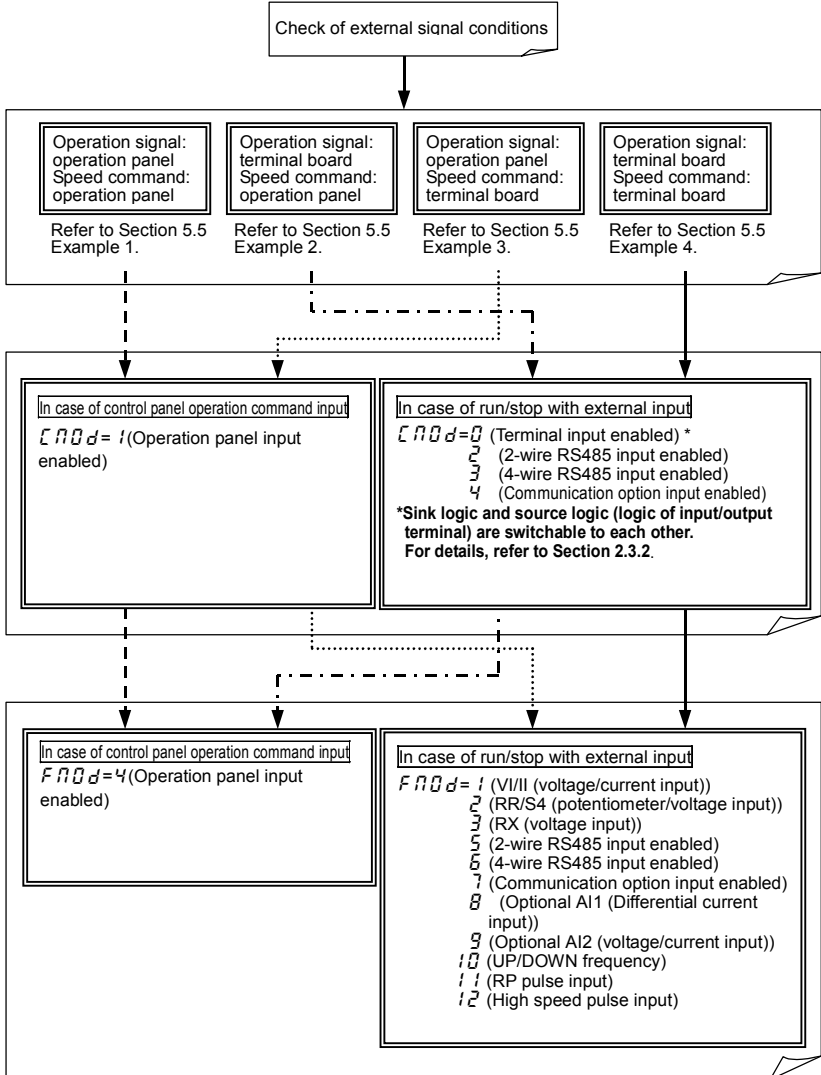 Check of external signal conditions
Operation signal:
operation panel
Speed command:
operation panel
Operation signal:
terminal board
Speed command:
operation panel
Operation signal:
operation panel
Speed command:
terminal board
Operation signal:
terminal board
Speed command:
terminal board
Refer to Section 5.5
Example 1.
Refer to Section 5.5
Example 2.
Refer to Section 5.5
Example 3.
Refer to Section 5.5
Example 4.
In case of control panel operation command input
CMOd= 1(Operation panel input
enabled)
In case of run/stop with external input
CMOd=0 (Terminal input enabled) *
2 (2-wire RS485 input enabled)
3 (4-wire RS485 input enabled)
4 (Communication option input enabled)
*Sink logic and source logic (logic of input/output
terminal) are switchable to each other.
For details, refer to Section 2.3.2.
In case of control panel operation command input
FMOd=4(Operation panel input
enabled)
In case of run/stop with external input
FMOd= 1 (VI/II (voltage/current input))
2 (RR/S4 (potentiometer/voltage input))
3 (RX (voltage input))
5 (2-wire RS485 input enabled)
6 (4-wire RS485 input enabled)
7 (Communication option input enabled)
8 (Optional AI1 (Differential current
input))
9 (Optional AI2 (voltage/current input))
10 (UP/DOWN frequency)
11 (RP pulse input)
12 (High speed pulse input)